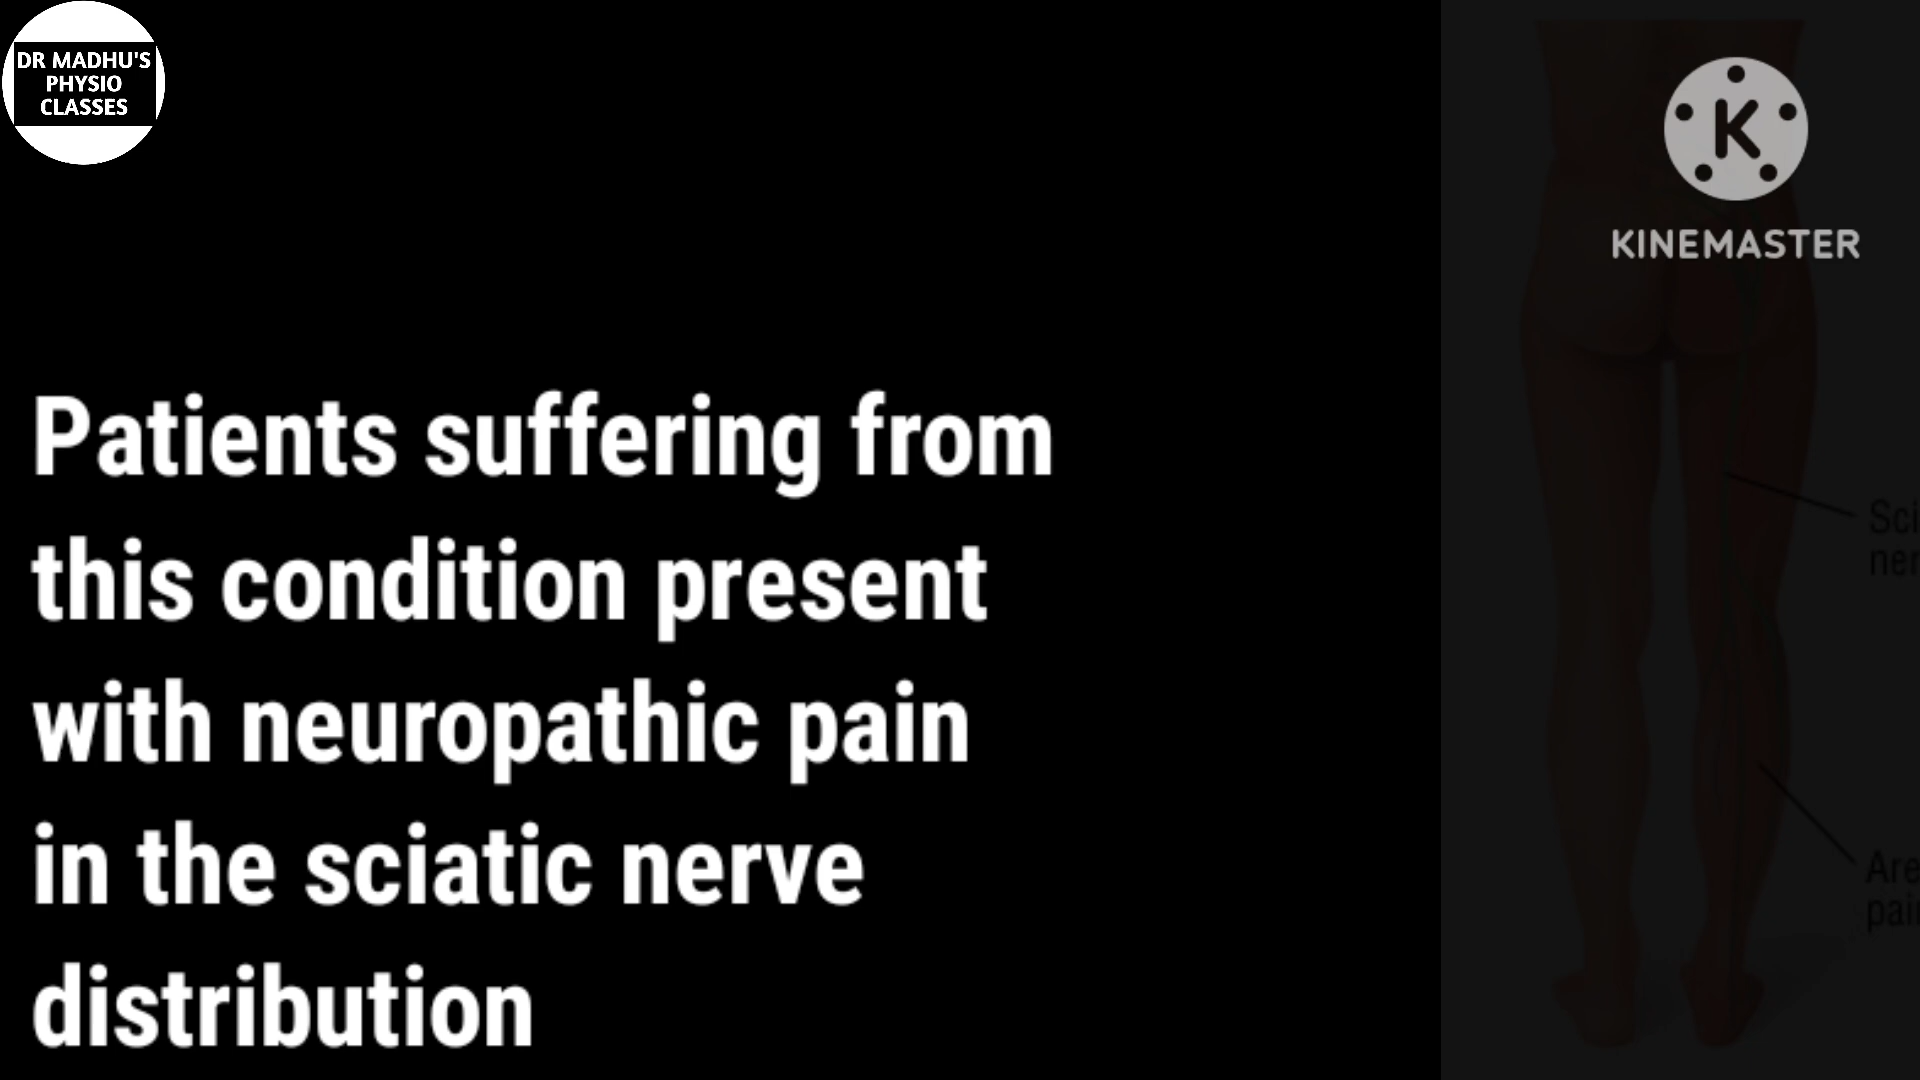 DR MADHU'S
PHYSIO
CLASSES
KINEMASTER
Patients suffering from
this condition present
with neuropathic pain
in the sciatic nerve
distribution